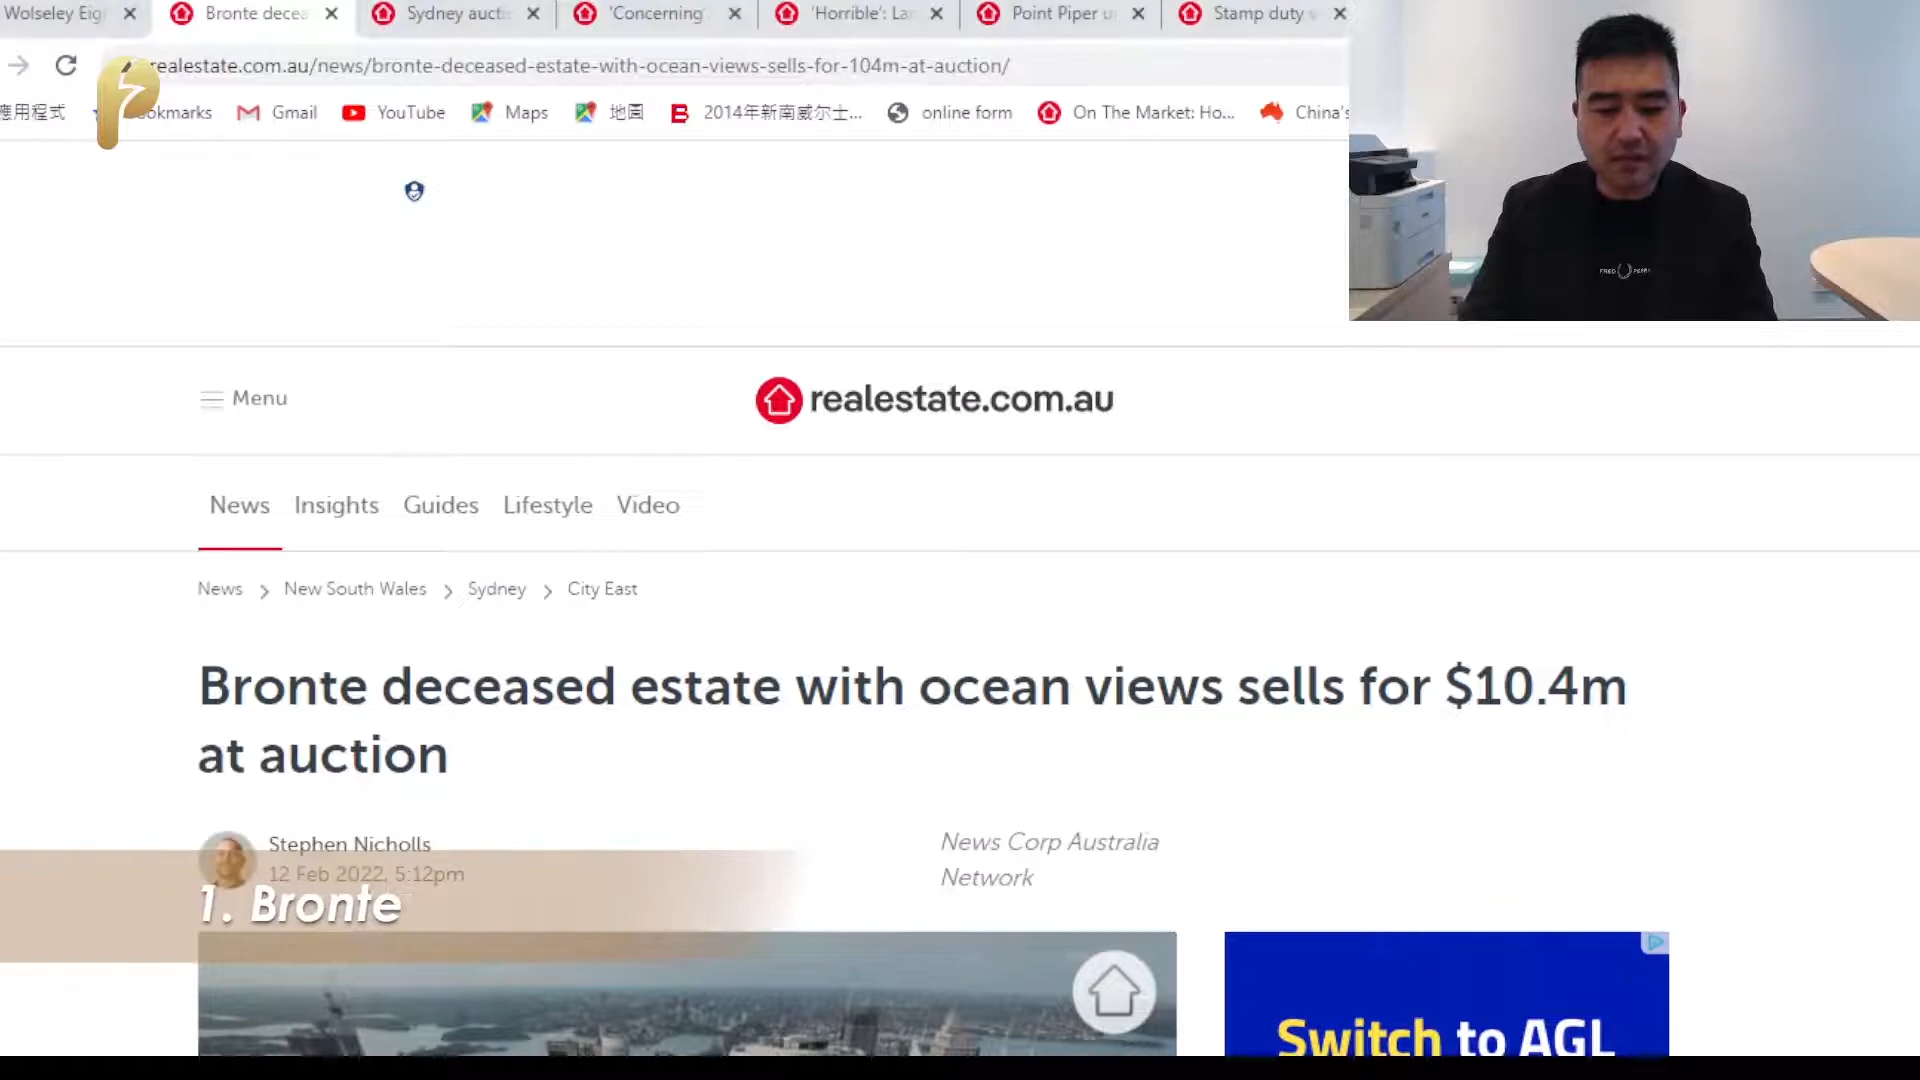 Wolseley Eig
Bronte decea
Sydney aucti
'Concerning'
'Horrible': La
Point Piper u
Stamp duty
realestate.com.au/news/bronte-deceased-estate-with-ocean-views-sells-for-104m-at-auction/
應用程式
ookmarks
Gmail
YouTube
Maps
地圖
2014年新南威尔士...
online form
On The Market: Ho...
China's
FRED PERRY
Menu
realestate.com.au
News Insights Guides Lifestyle Video
News > New South Wales > Sydney > City East
Bronte deceased estate with ocean views sells for $10.4m
at auction
Stephen Nicholls
12 Feb 2022, 5:12pm
News Corp Australia
Network
1. Bronte
Switch to AGL